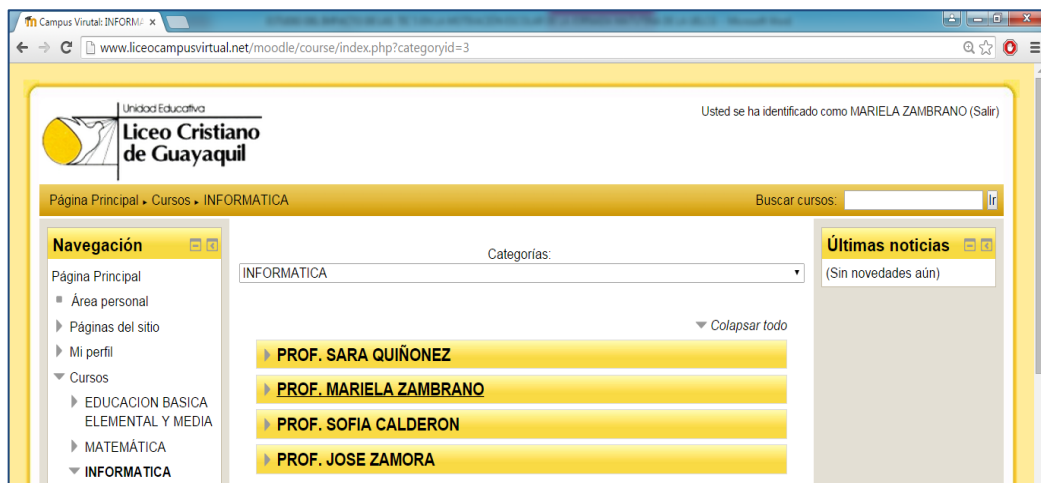 Campus Virutal: INFORMA
www.liceocampusvirtual.net/moodle/course/index.php?categoryid=3
Unidad Educativa
Liceo Cristiano
de Guayaquil
Usted se ha identificado como MARIELA ZAMBRANO (Salir)
Página Principal ▸ Cursos ▸ INFORMATICA
Buscar cursos:
Ir
Navegación
Página Principal
Área personal
Páginas del sitio
Mi perfil
Cursos
EDUCACION BASICA
ELEMENTAL Y MEDIA
MATEMÁTICA
INFORMATICA
Categorías:
INFORMATICA
Colapsar todo
PROF. SARA QUIÑONEZ
PROF. MARIELA ZAMBRANO
PROF. SOFIA CALDERON
PROF. JOSE ZAMORA
Últimas noticias
(Sin novedades aún)